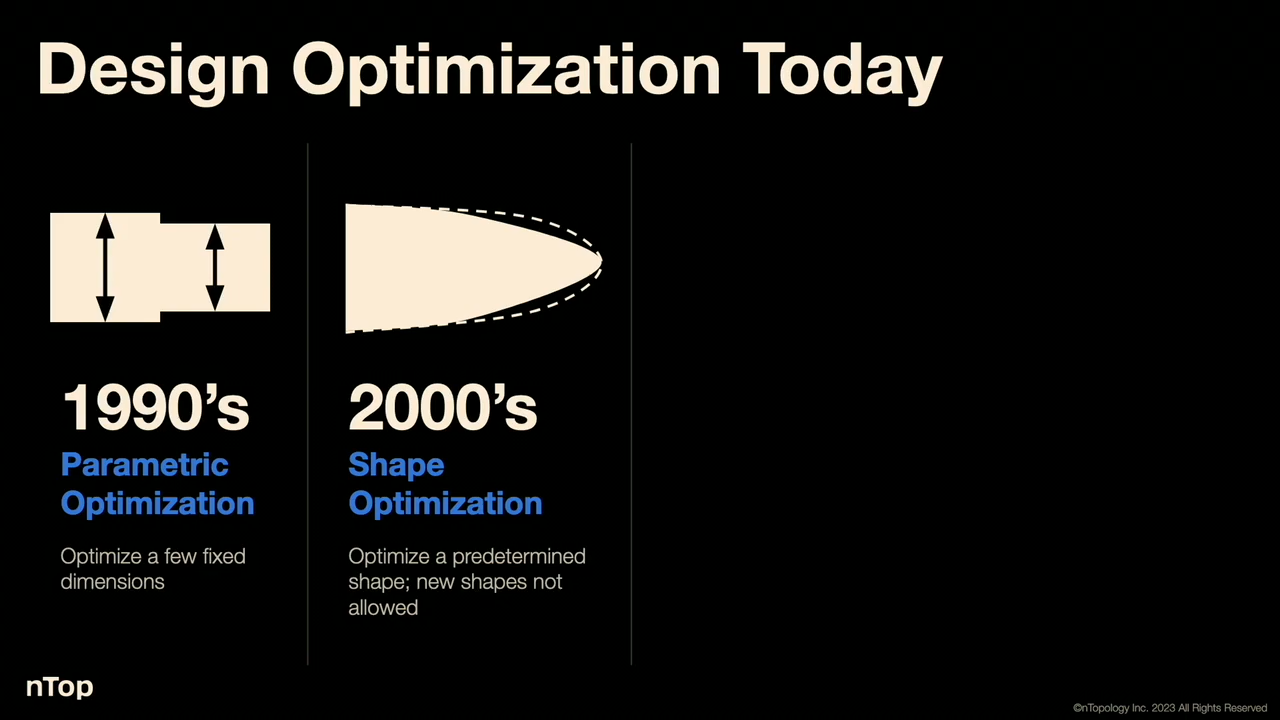 Design Optimization Today
1990’s
Parametric
Optimization
Optimize a few fixed
dimensions
2000’s
Shape
Optimization
Optimize a predetermined
shape; new shapes not
allowed
nTop
©nTopology Inc. 2023 All Rights Reserved